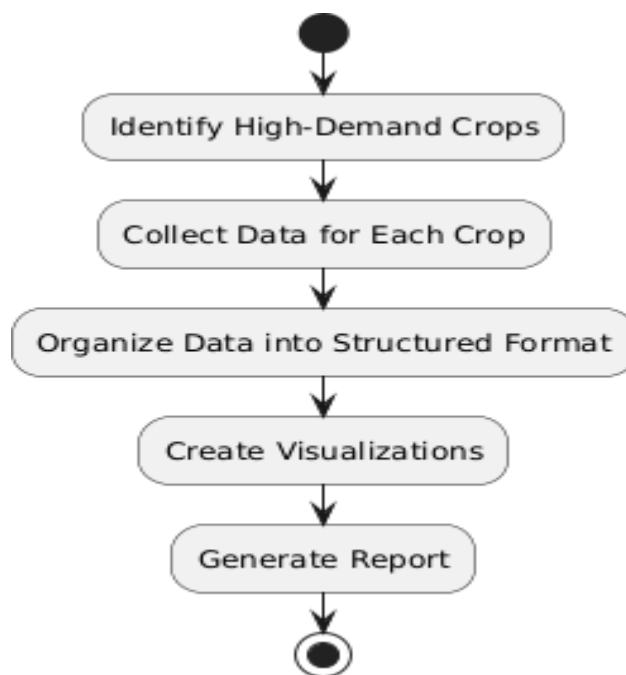 Identify High-Demand Crops
Collect Data for Each Crop
Organize Data into Structured Format
Create Visualizations
Generate Report